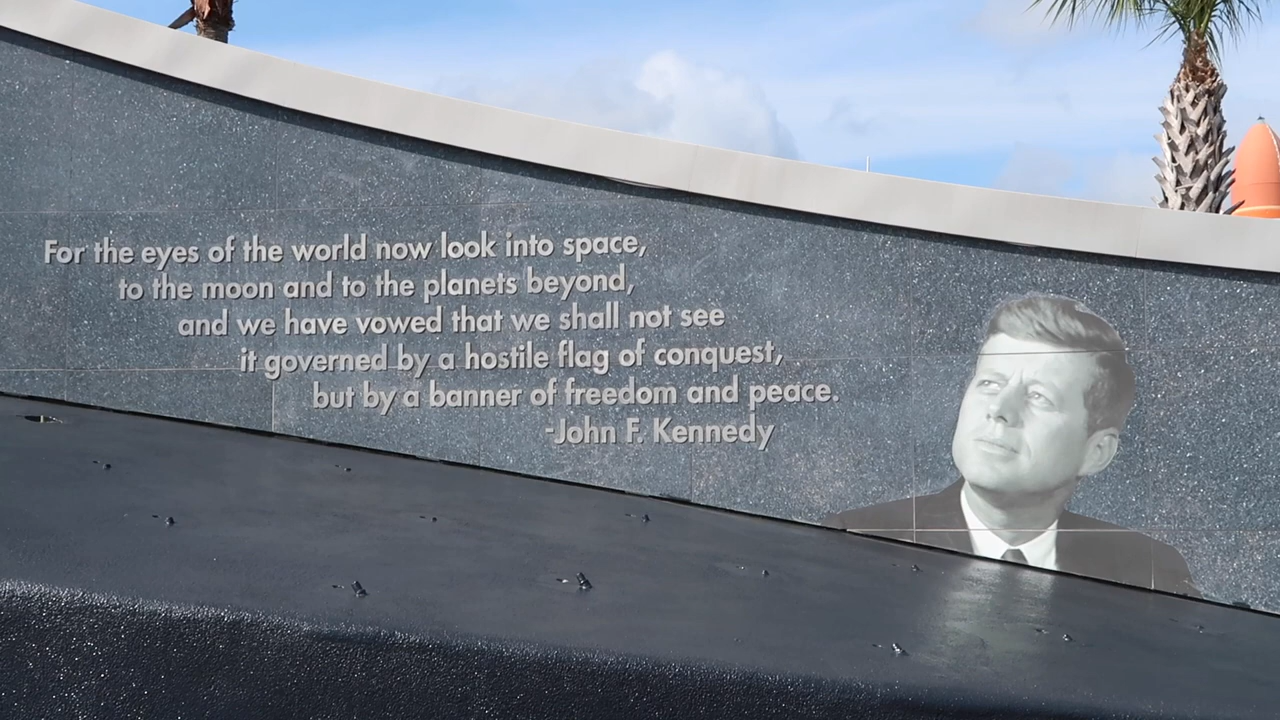 For the eyes of the world now look into space,
to the moon and to the planets beyond,
and we have vowed that we shall not see
it governed by a hostile flag of conquest,
but by a banner of freedom and peace.
-John F. Kennedy